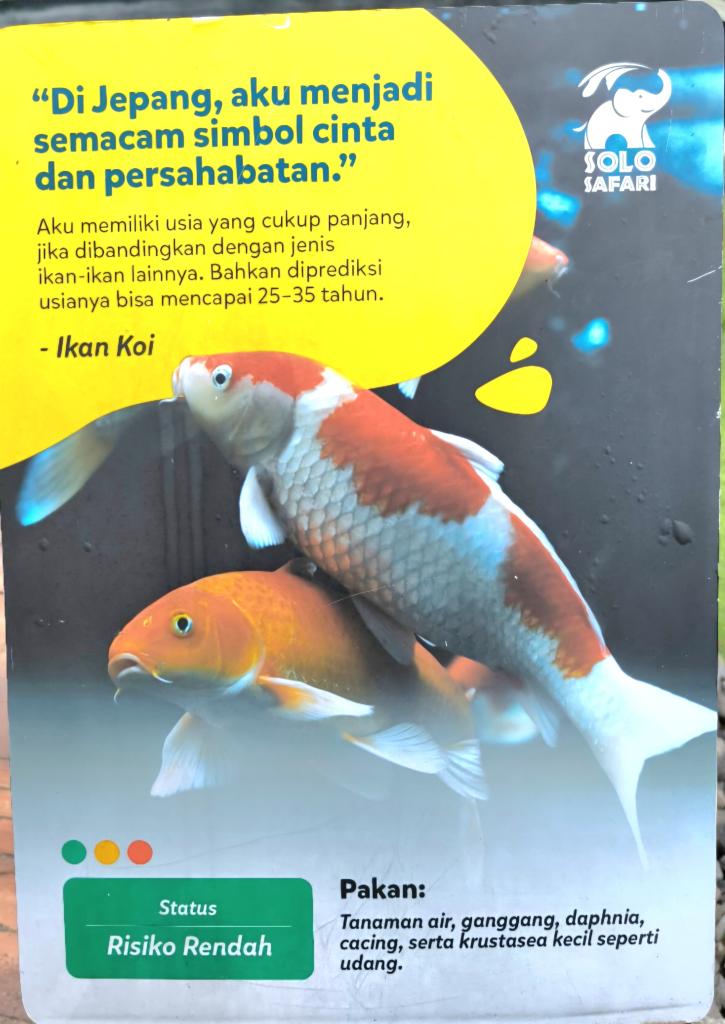 “Di Jepang, aku menjadi
semacam simbol cinta
dan persahabatan.”
Aku memiliki usia yang cukup panjang,
jika dibandingkan dengan jenis
ikan-ikan lainnya. Bahkan diprediksi
usianya bisa mencapai 25–35 tahun.
- Ikan Koi
SOLO
SAFARI
Status
Risiko Rendah
Pakan:
Tanaman air, ganggang, daphnia,
cacing, serta krustasea kecil seperti
udang.